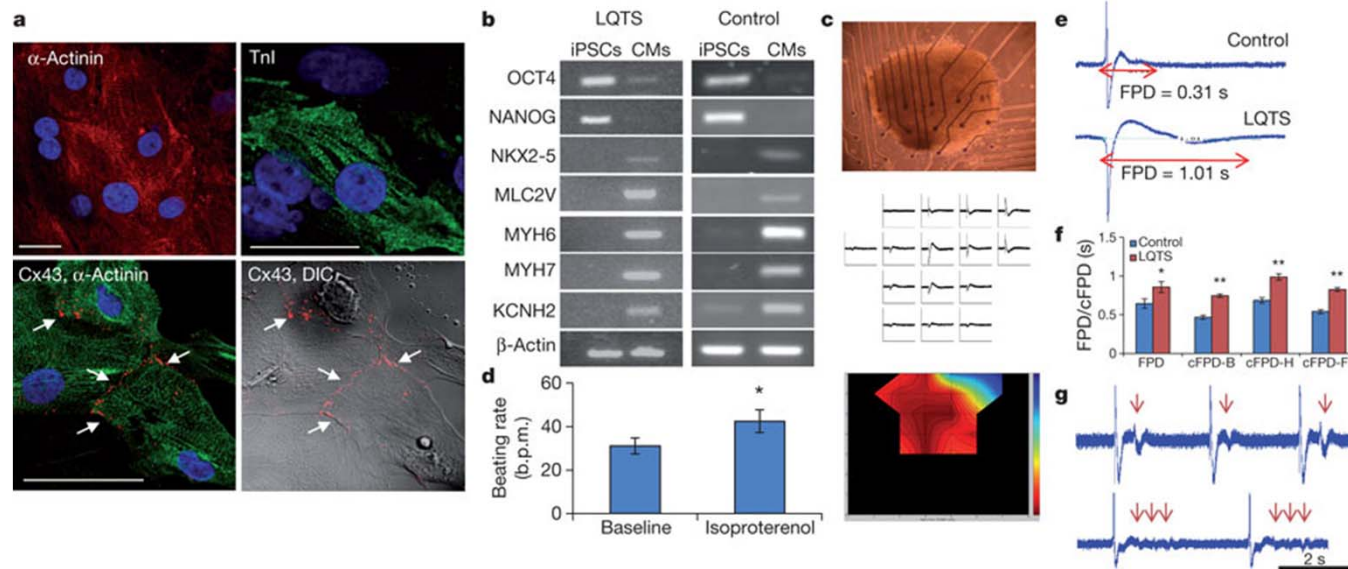 a
α-Actinin
TnI
Cx43, α-Actinin
Cx43, DIC
b
LQTS
Control
iPSCs CMs
iPSCs CMs
OCT4
NANOG
NKX2-5
MLC2V
MYH6
MYH7
KCNH2
β-Actin
c
d
Beating rate
(b.p.m.)
60
40
20
0
*
Baseline
Isoproterenol
e
Control
FPD = 0.31 s
LQTS
FPD = 1.01 s
f
FPD/cFPD (s)
1.5
1
0.5
0
Control
LQTS
*
**
**
**
FPD
cFPD-B
cFPD-H
cFPD-F
g
2 s